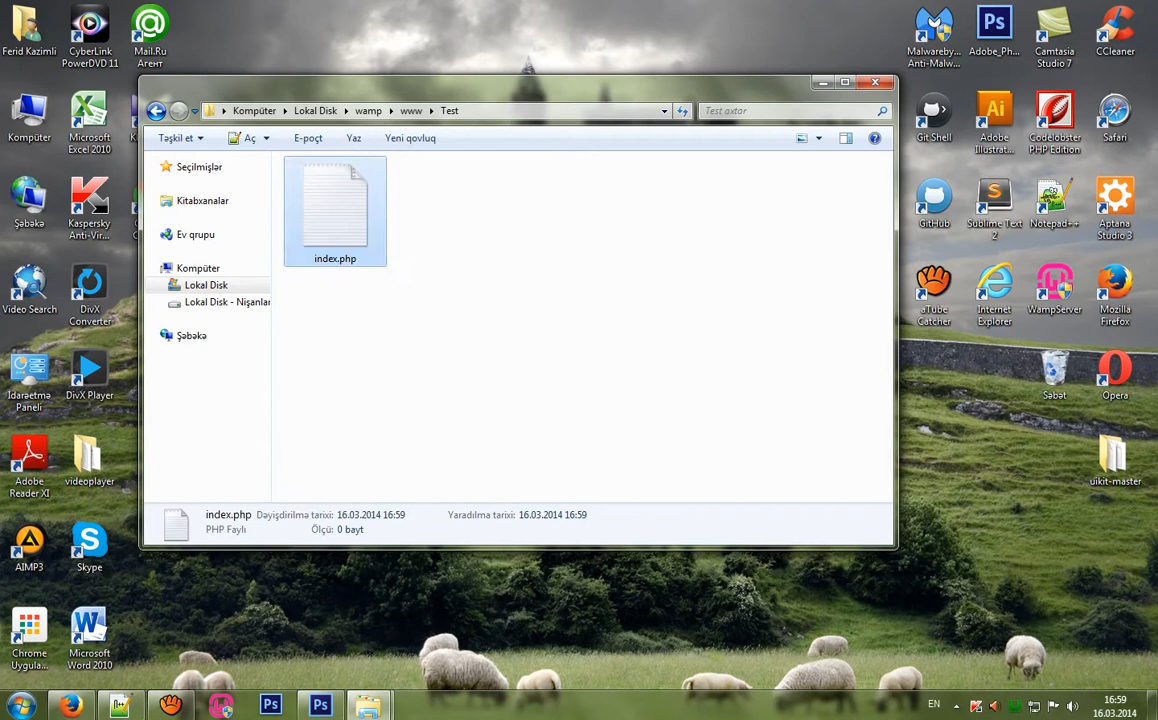 Ferid Kazimli
CyberLink
PowerDVD 11
Mail.Ru
Агент
Malwareby...
Anti-Malw...
Adobe_Ph...
Camtasia
Studio 7
CCleaner
Kompüter
Lokal Disk
wamp
www
Test
Test axtar
Təşkil et
Aç
E-poçt
Yaz
Yeni qovluq
Kompüter
Microsoft
Excel 2010
Git Shell
Adobe
Illustrat...
Codelobster
PHP Edition
Safari
Seçilmişlər
Kitabxanalar
Ev qrupu
Kompüter
Lokal Disk
Lokal Disk - Nişanlar
Şəbəkə
index.php
Şəbəkə
Kaspersky
Anti-Vir...
GitHub
Sublime Text
2
Notepad++
Aptana
Studio 3
Video Search
DivX
Converter
aTube
Catcher
Internet
Explorer
WampServer
Mozilla
Firefox
İdarəetmə
Paneli
DivX Player
Səbət
Opera
Adobe
Reader XI
videoplayer
uikit-master
index.php Dəyişdirilmə tarixi: 16.03.2014 16:59 Yaradılma tarixi: 16.03.2014 16:59
PHP Faylı Ölçü: 0 bayt
AIMP3
Skype
Chrome
Uygula...
Microsoft
Word 2010
EN
16:59
16.03.2014